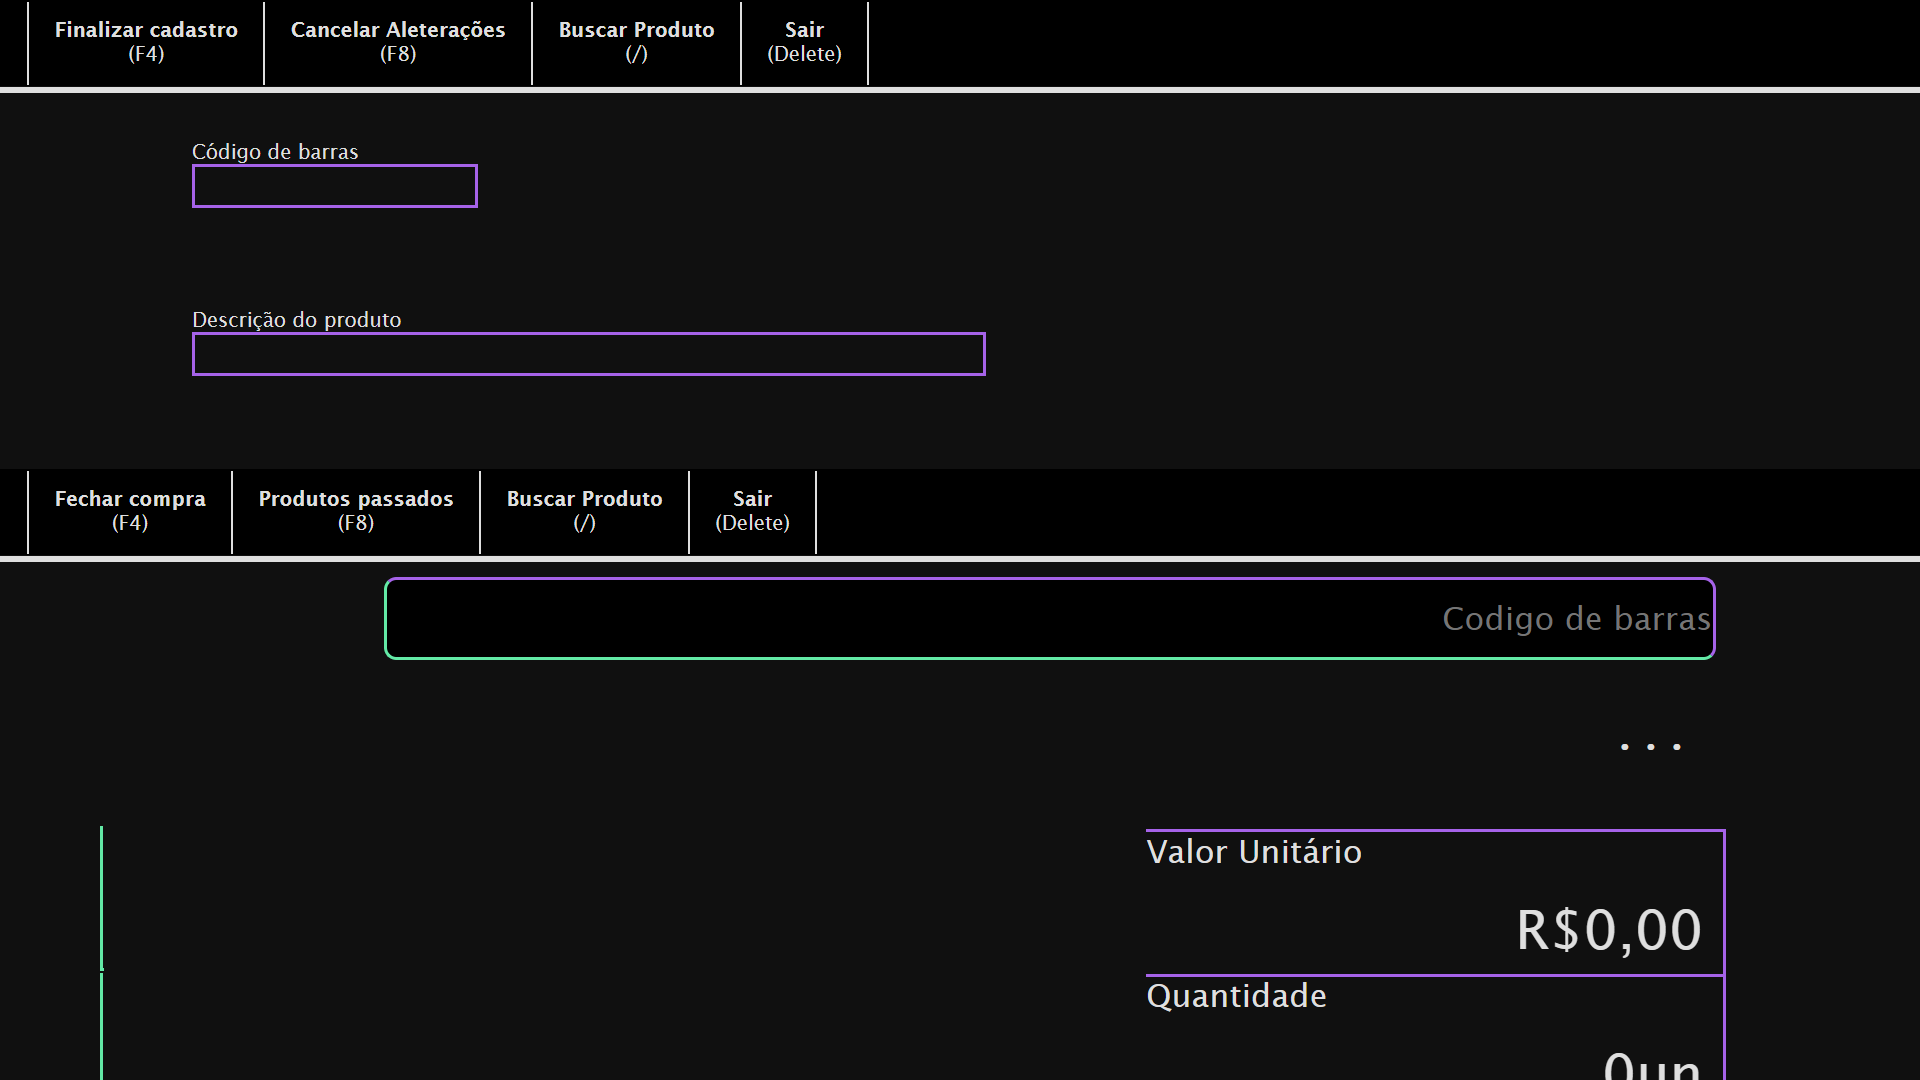 Finalizar cadastro
(F4)
Cancelar Aleterações
(F8)
Buscar Produto
(/)
Sair
(Delete)
Código de barras
Descrição do produto
Fechar compra
(F4)
Produtos passados
(F8)
Buscar Produto
(/)
Sair
(Delete)
Codigo de barras
...
Valor Unitário
R$0,00
Quantidade
0un